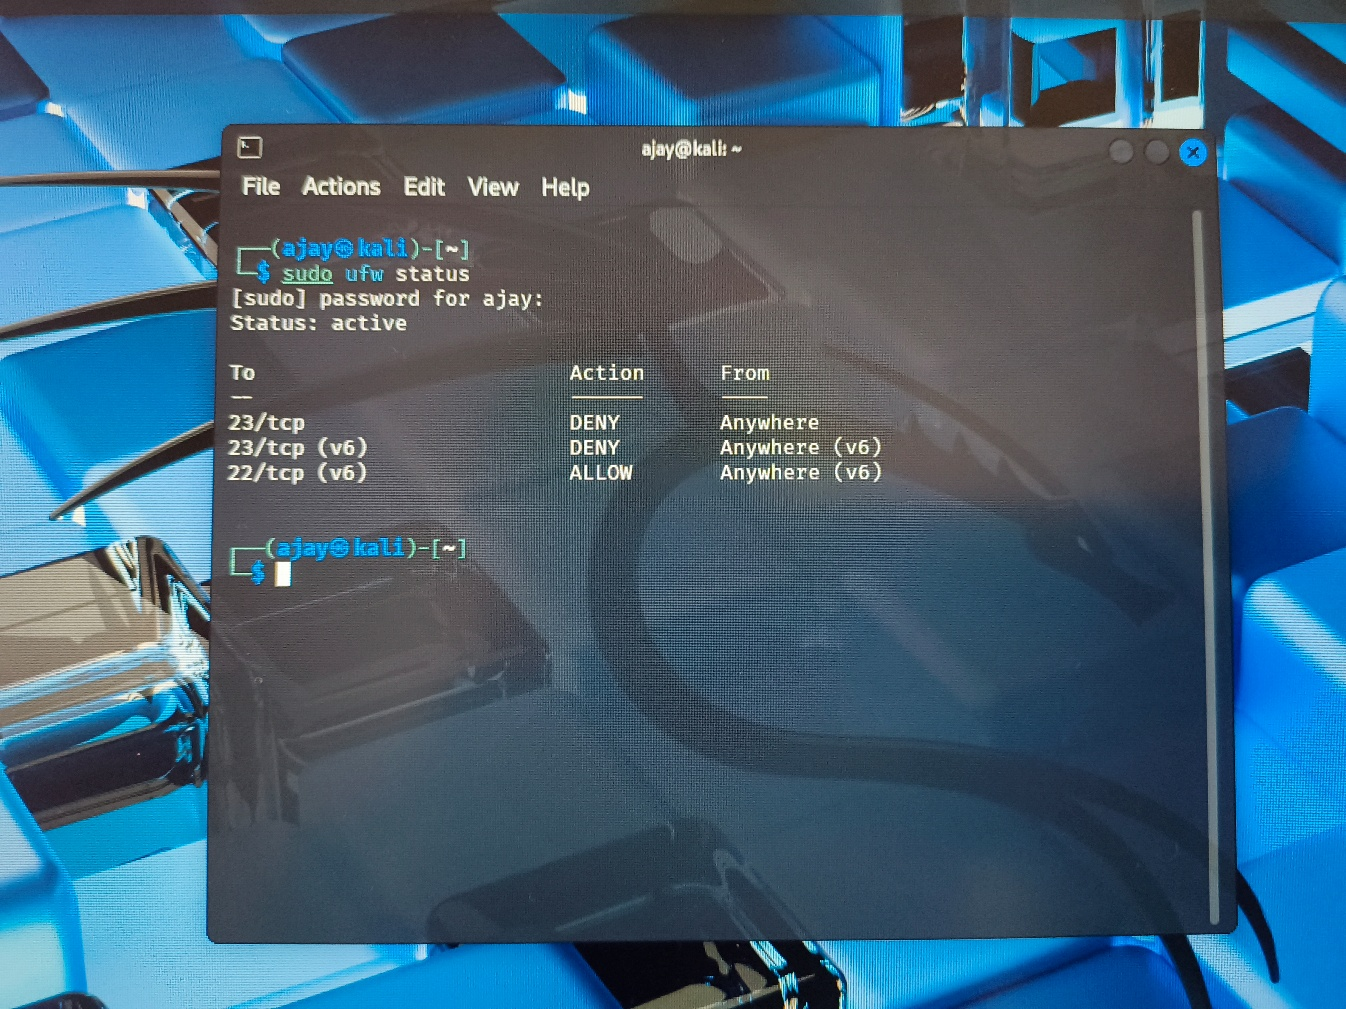 ajay@kali: ~
File Actions Edit View Help
┌──(ajay㉿kali)-[~]
└─$ sudo ufw status
[sudo] password for ajay:
Status: active
To Action From
-- ------ ----
23/tcp DENY Anywhere
23/tcp (v6) DENY Anywhere (v6)
22/tcp (v6) ALLOW Anywhere (v6)
┌──(ajay㉿kali)-[~]
└─$